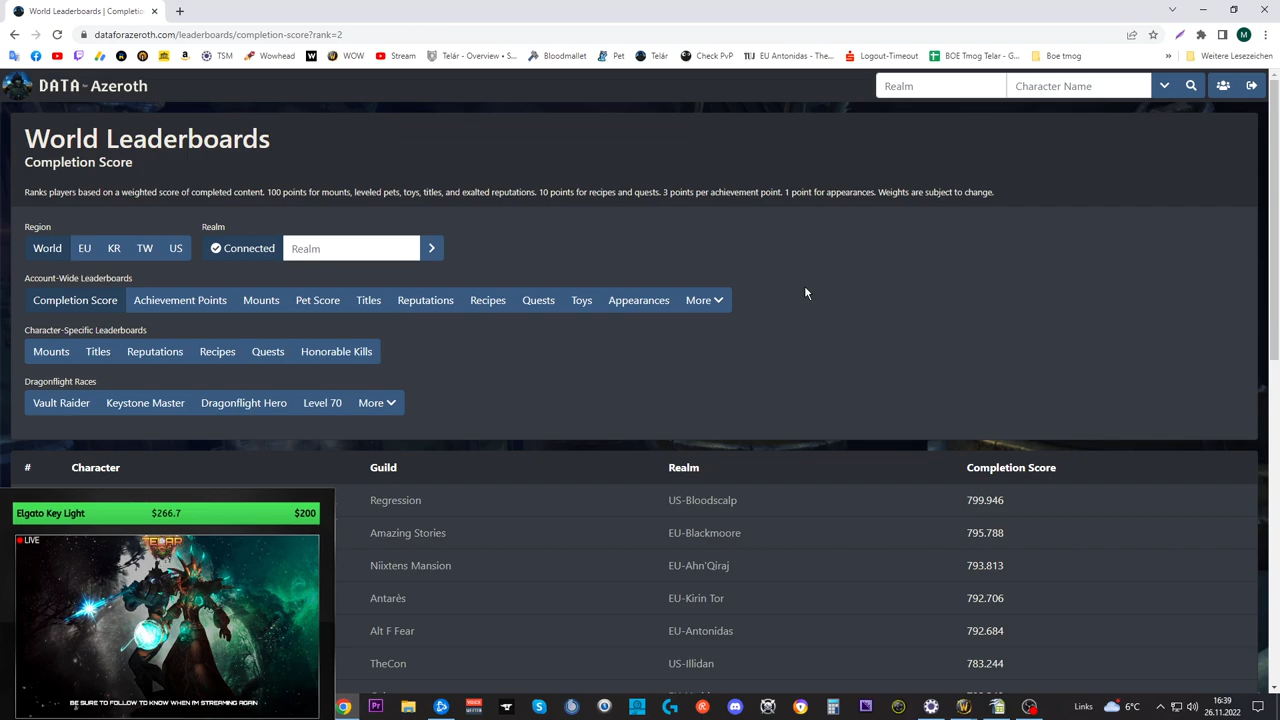 World Leaderboards | Completio
dataforazeroth.com/leaderboards/completion-score?rank=2
TSM
Wowhead
WOW
Stream
Telár - Overview • S...
Bloodmallet
Pet
Telár
Check PvP
EU Antonidas - The...
Logout-Timeout
BOE Tmog Telar - G...
Boe tmog
»
Weitere Lesezeichen
DATA for Azeroth
Realm
Character Name
World Leaderboards
Completion Score
Ranks players based on a weighted score of completed content. 100 points for mounts, leveled pets, toys, titles, and exalted reputations. 10 points for recipes and quests. 3 points per achievement point. 1 point for appearances. Weights are subject to change.
Region
Realm
World EU KR TW US
Connected
Realm
Account-Wide Leaderboards
Completion Score Achievement Points Mounts Pet Score Titles Reputations Recipes Quests Toys Appearances More
Character-Specific Leaderboards
Mounts Titles Reputations Recipes Quests Honorable Kills
Dragonflight Races
Vault Raider Keystone Master Dragonflight Hero Level 70 More
# Character Guild Realm Completion Score
Regression US-Bloodscalp 799.946
Amazing Stories EU-Blackmoore 795.788
Niixtens Mansion EU-Ahn'Qiraj 793.813
Antarès EU-Kirin Tor 792.706
Alt F Fear EU-Antonidas 792.684
TheCon US-Illidan 783.244
Elgato Key Light $266.7 $200
LIVE
TELAR
BE SURE TO FOLLOW TO KNOW WHEN I'M STREAMING AGAIN
Links
6°C
16:39
26.11.2022